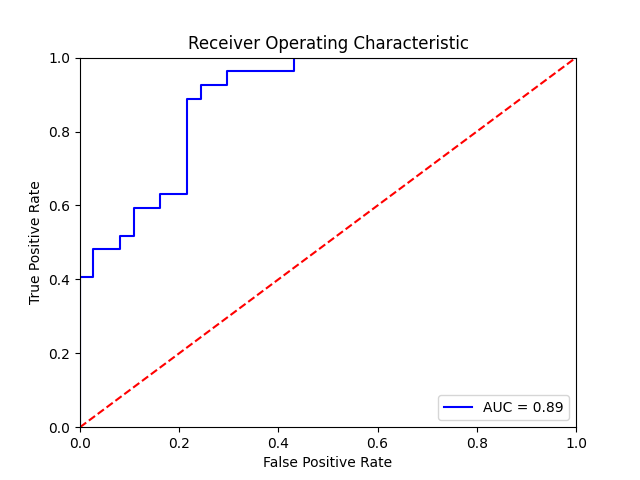 Receiver Operating Characteristic
True Positive Rate
1.0
0.8
0.6
0.4
0.2
0.0
0.0 0.2 0.4 0.6 0.8 1.0
False Positive Rate
AUC = 0.89